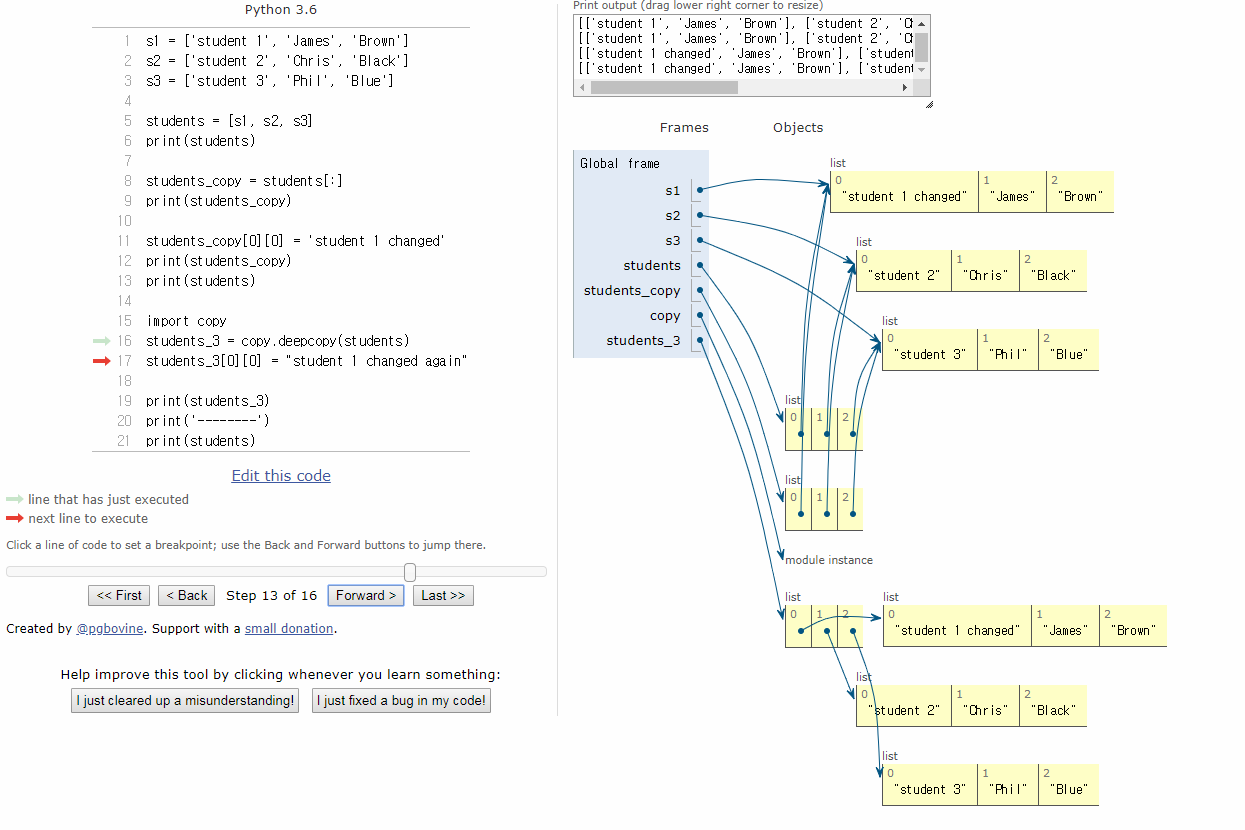 Python 3.6
1 s1 = ['student 1', 'James', 'Brown']
2 s2 = ['student 2', 'Chris', 'Black']
3 s3 = ['student 3', 'Phil', 'Blue']
4
5 students = [s1, s2, s3]
6 print(students)
7
8 students_copy = students[:]
9 print(students_copy)
10
11 students_copy[0][0] = 'student 1 changed'
12 print(students_copy)
13 print(students)
14
15 import copy
16 students_3 = copy.deepcopy(students)
17 students_3[0][0] = "student 1 changed again"
18
19 print(students_3)
20 print('--------')
21 print(students)
Edit this code
line that has just executed
next line to execute
Click a line of code to set a breakpoint; use the Back and Forward buttons to jump there.
<< First < Back Step 13 of 16 Forward > Last >>
Created by @pgbovine. Support with a small donation.
Help improve this tool by clicking whenever you learn something:
I just cleared up a misunderstanding! I just fixed a bug in my code!
Print output (drag lower right corner to resize)
[['student 1', 'James', 'Brown'], ['student 2', 'C
[['student 1', 'James', 'Brown'], ['student 2', 'C
[['student 1 changed', 'James', 'Brown'], ['student
[['student 1 changed', 'James', 'Brown'], ['student
Frames Objects
Global frame
s1
s2
s3
students
students_copy
copy
students_3
list
0 1 2
"student 1 changed" "James" "Brown"
list
0 1 2
"student 2" "Chris" "Black"
list
0 1 2
"student 3" "Phil" "Blue"
list
0 1 2
list
0 1 2
module instance
list
0 1 2
list
0 1 2
"student 1 changed" "James" "Brown"
list
0 1 2
"student 2" "Chris" "Black"
list
0 1 2
"student 3" "Phil" "Blue"